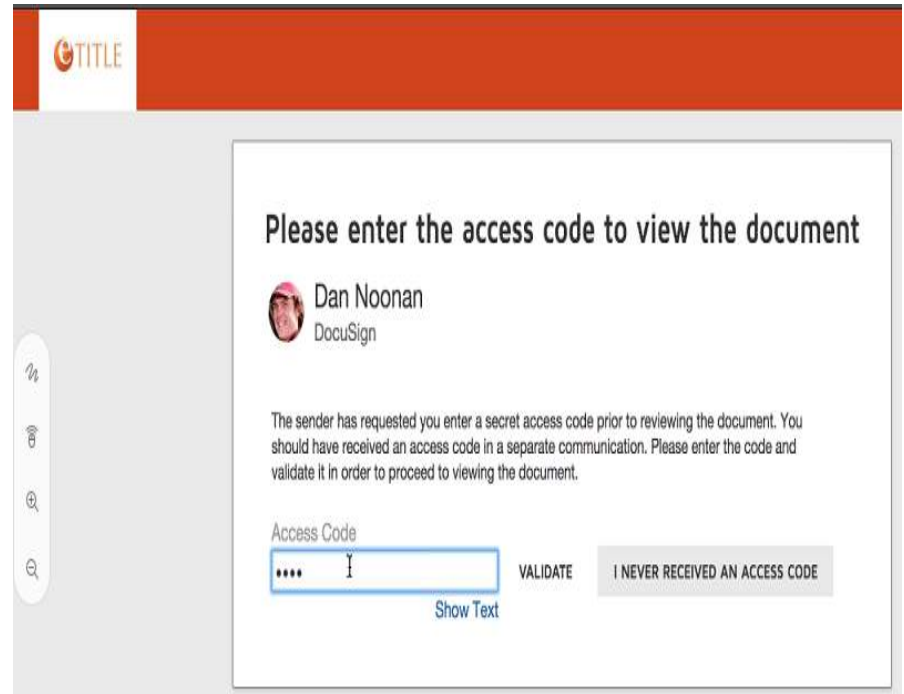 eTITLE
Please enter the access code to view the document
Dan Noonan
DocuSign
The sender has requested you enter a secret access code prior to reviewing the document. You
should have received an access code in a separate communication. Please enter the code and
validate it in order to proceed to viewing the document.
Access Code
••••
VALIDATE
I NEVER RECEIVED AN ACCESS CODE
Show Text